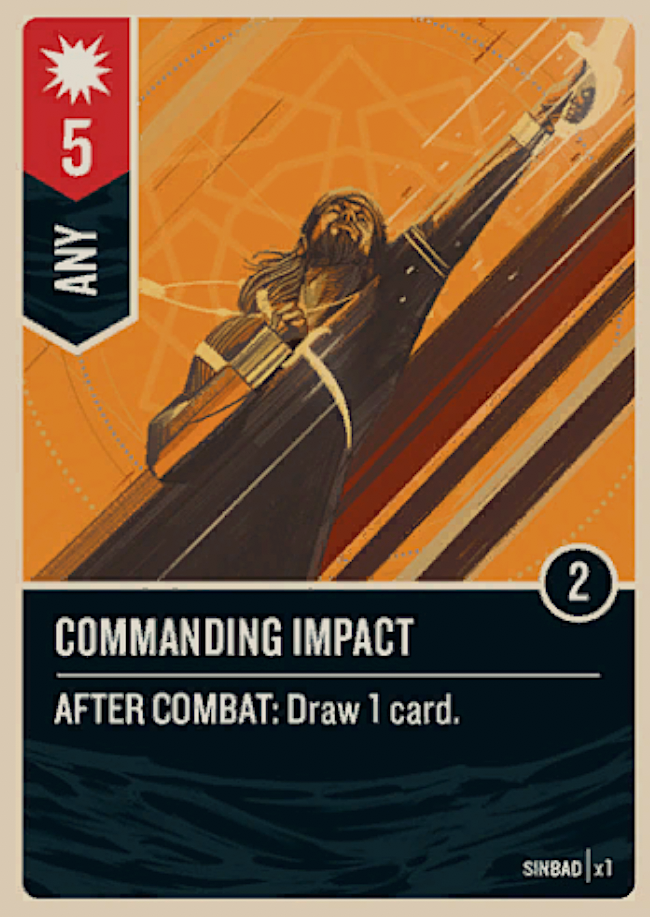 5
ANY
2
COMMANDING IMPACT
AFTER COMBAT: Draw 1 card.
SINBAD | x1